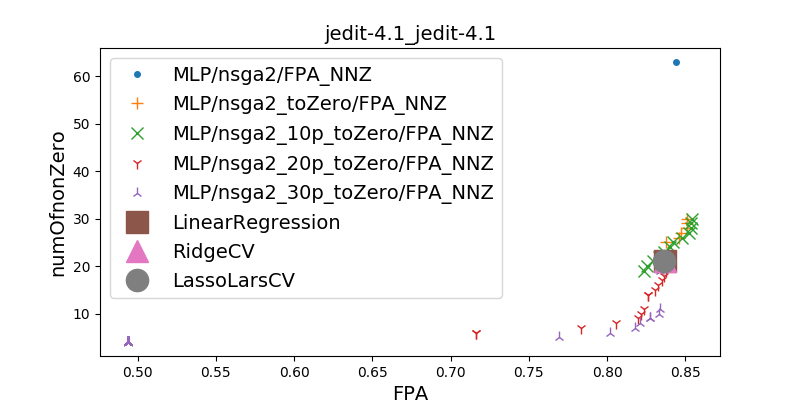 jedit-4.1_jedit-4.1
numOfnonZero
60
50
40
30
20
10
MLP/nsga2/FPA_NNZ
MLP/nsga2_toZero/FPA_NNZ
MLP/nsga2_10p_toZero/FPA_NNZ
MLP/nsga2_20p_toZero/FPA_NNZ
MLP/nsga2_30p_toZero/FPA_NNZ
LinearRegression
RidgeCV
LassoLarsCV
0.50 0.55 0.60 0.65 0.70 0.75 0.80 0.85
FPA